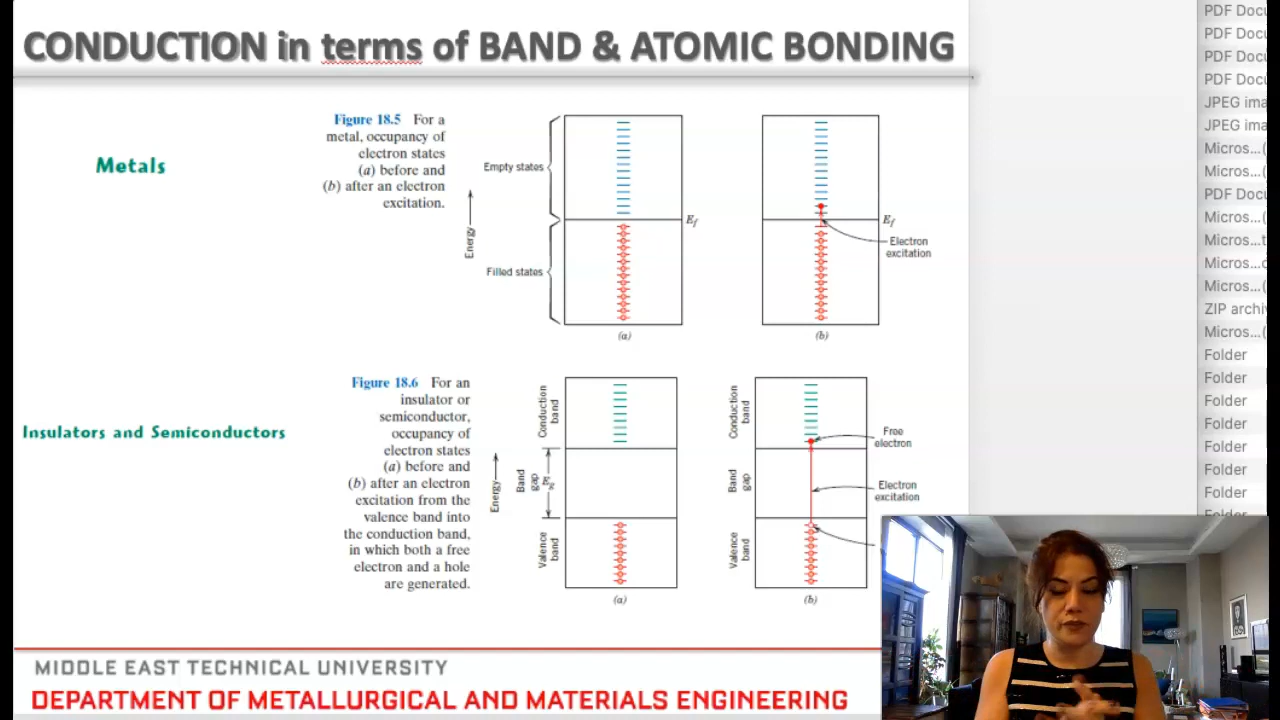 CONDUCTION in terms of BAND & ATOMIC BONDING
Metals
Figure 18.5 For a
metal, occupancy of
electron states
(a) before and
(b) after an electron
excitation.
Energy
Empty states
Filled states
Ef
(a)
Ef
Electron
excitation
(b)
Insulators and Semiconductors
Figure 18.6 For an
insulator or
semiconductor,
occupancy of
electron states
(a) before and
(b) after an electron
excitation from the
valence band into
the conduction band,
in which both a free
electron and a hole
are generated.
Energy
Conduction
band
Band
gap
Eg
Valence
band
(a)
Conduction
band
Band
gap
Valence
band
Free
electron
Electron
excitation
(b)
MIDDLE EAST TECHNICAL UNIVERSITY
DEPARTMENT OF METALLURGICAL AND MATERIALS ENGINEERING
PDF Docu
PDF Docu
PDF Docu
PDF Docu
JPEG ima
JPEG ima
Micros...(
Micros...(
PDF Docu
Micros...(
Micros...t
Micros...c
Micros...(
ZIP archi
Micros...(
Folder
Folder
Folder
Folder
Folder
Folder
Folder
Folder